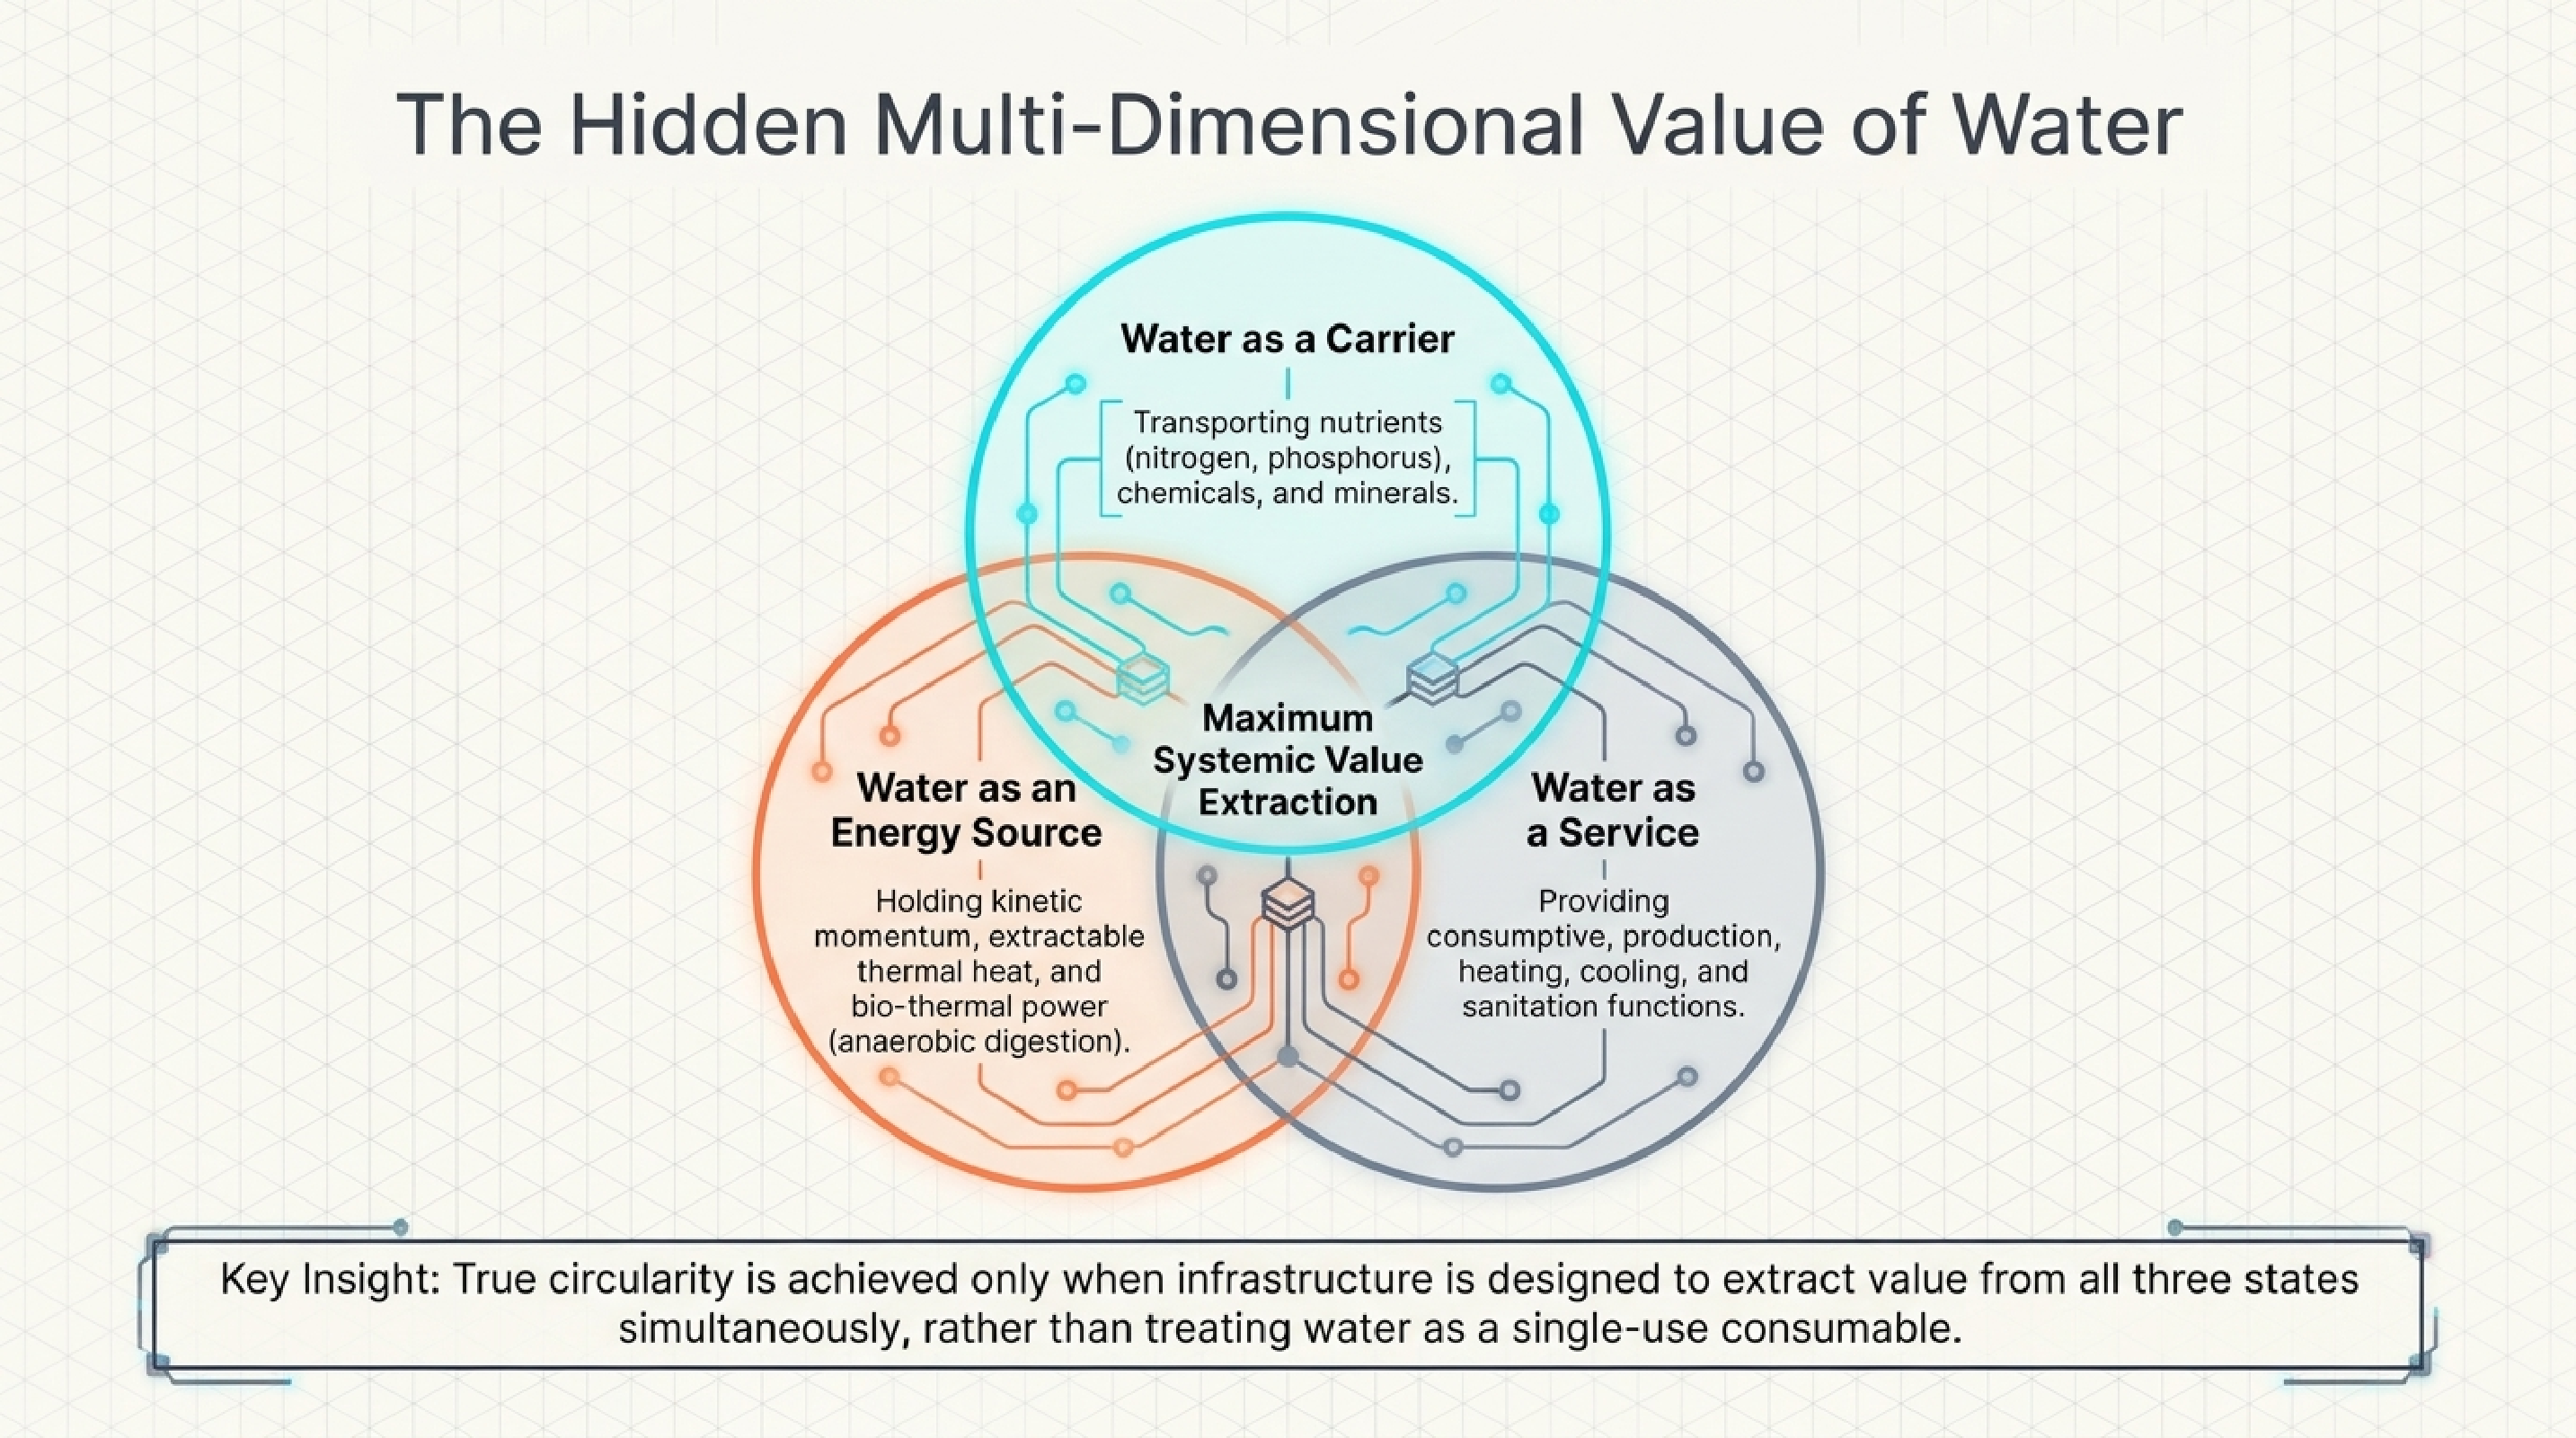 The Hidden Multi-Dimensional Value of Water
Water as a Carrier
Transporting nutrients
(nitrogen, phosphorus),
chemicals, and minerals.
Maximum
Systemic Value
Extraction
Water as an
Energy Source
Holding kinetic
momentum, extractable
thermal heat, and
bio-thermal power
(anaerobic digestion).
Water as
a Service
Providing
consumptive, production,
heating, cooling, and
sanitation functions.
Key Insight: True circularity is achieved only when infrastructure is designed to extract value from all three states
simultaneously, rather than treating water as a single-use consumable.